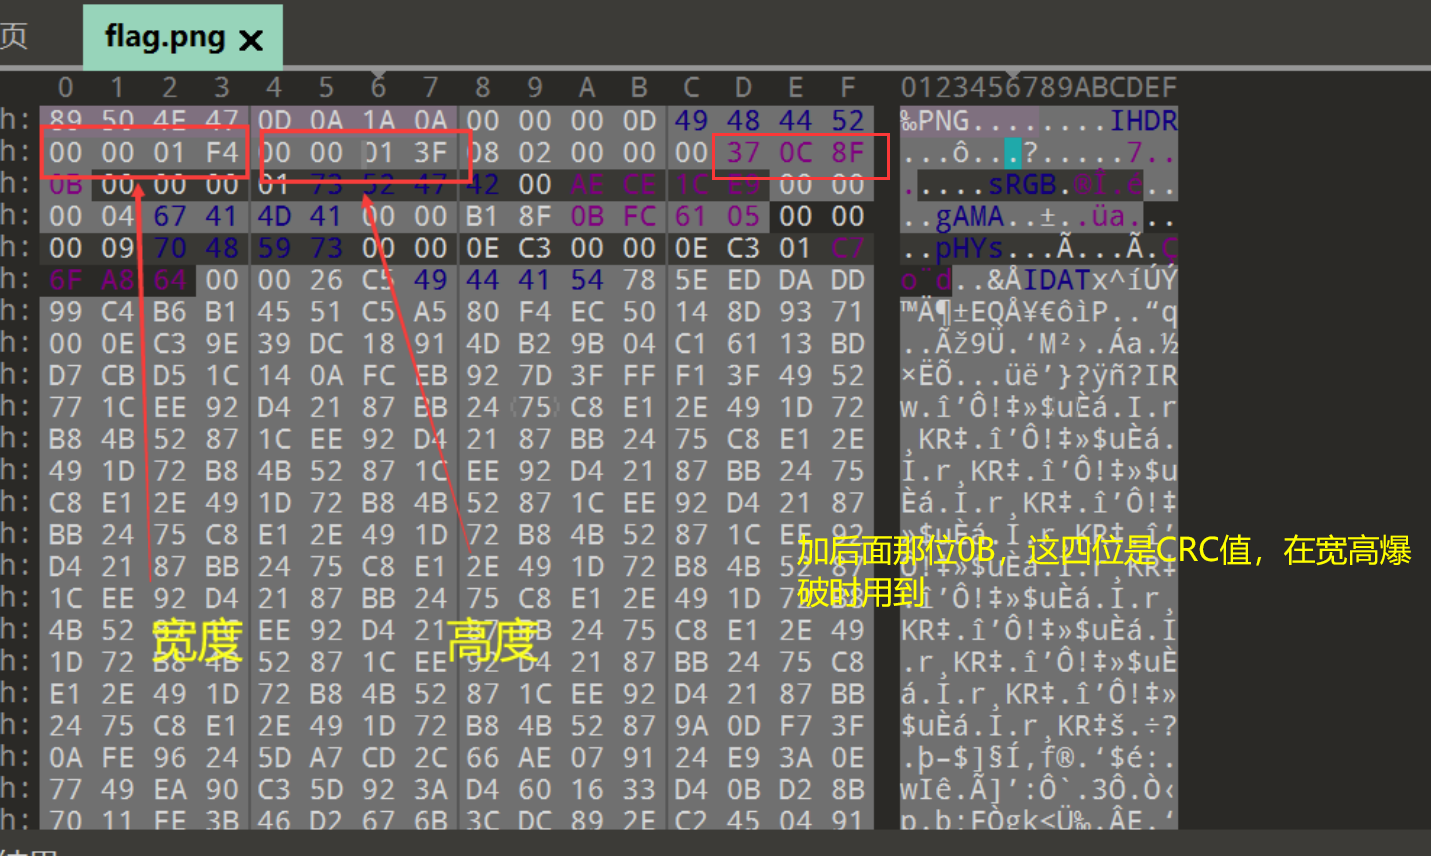 页
flag.png ×
0 1 2 3 4 5 6 7 8 9 A B C D E F 0123456789ABCDEF
h: 89 50 4E 47 0D 0A 1A 0A 00 00 00 0D 49 48 44 52 ‰PNG........IHDR
h: 00 00 01 F4 00 00 01 3F 08 02 00 00 00 37 0C 8F ...ô...?.....7..
h: 0B 00 00 00 01 73 52 47 42 00 AE CE 1C E9 00 00 .....sRGB.®Î.é..
h: 00 04 67 41 4D 41 00 00 B1 8F 0B FC 61 05 00 00 ..gAMA..±..üa...
h: 00 09 70 48 59 73 00 00 0E C3 00 00 0E C3 01 C7 ..pHYs...Ã...Ã.Ç
h: 6F A8 64 00 00 26 C5 49 44 41 54 78 5E ED DA DD o¨d..&ÅIDATx^íÚÝ
h: 99 C4 B6 B1 45 51 C5 A5 80 F4 EC 50 14 8D 93 71 ™Ä¶±EQÅ¥€ôìP..“q
h: 00 0E C3 9E 39 DC 18 91 4D B2 9B 04 C1 61 13 BD ..Ãž9Ü.‘M²›.Áa.½
h: D7 CB D5 1C 14 0A FC EB 92 7D 3F FF F1 3F 49 52 ×ËÕ...üë’}?ÿñ?IR
h: 77 1C EE 92 D4 21 87 BB 24 75 C8 E1 2E 49 1D 72 w.î’Ô!‡»$uÈá.I.r
h: B8 4B 52 87 1C EE 92 D4 21 87 BB 24 75 C8 E1 2E ¸KR‡.î’Ô!‡»$uÈá.
h: 49 1D 72 B8 4B 52 87 1C EE 92 D4 21 87 BB 24 75 I.r¸KR‡.î’Ô!‡»$u
h: C8 E1 2E 49 1D 72 B8 4B 52 87 1C EE 92 D4 21 87 Èá.I.r¸KR‡.î’Ô!‡
h: BB 24 75 C8 E1 2E 49 1D 72 B8 4B 52 87 1C EE 92 »$uÈá.I.r¸KR‡.î’
加后面那位0B，这四位是CRC值，在宽高爆
破时用到
h: D4 21 87 BB 24 75 C8 E1 2E 49 1D 72 B8 4B 52 87 Ô!‡»$uÈá.I.r¸KR‡
h: 1C EE 92 D4 21 87 BB 24 75 C8 E1 2E 49 1D 72 B8 .î’Ô!‡»$uÈá.I.r¸
宽度 高度
h: 4B 52 87 1C EE 92 D4 21 87 BB 24 75 C8 E1 2E 49 KR‡.î’Ô!‡»$uÈá.I
h: 1D 72 B8 4B 52 87 1C EE 92 D4 21 87 BB 24 75 C8 .r¸KR‡.î’Ô!‡»$uÈ
h: E1 2E 49 1D 72 B8 4B 52 87 1C EE 92 D4 21 87 BB á.I.r¸KR‡.î’Ô!‡»
h: 24 75 C8 E1 2E 49 1D 72 B8 4B 52 87 9A 0D F7 3F $uÈá.I.r¸KR‡š.÷?
h: 0A FE 96 24 5D A7 CD 2C 66 AE 07 91 24 E9 3A 0E .þ–$]§Í,f®.‘$é:.
h: 77 49 EA 90 C3 5D 92 3A D4 60 16 33 D4 0B D2 8B wIê.Ã]’:Ô`.3Ô.Ò‹
h: 70 11 FE 3B 46 D2 67 6B 3C DC 89 2E C2 45 04 91 p.þ;FÒgk<Ü‰.ÂE.‘